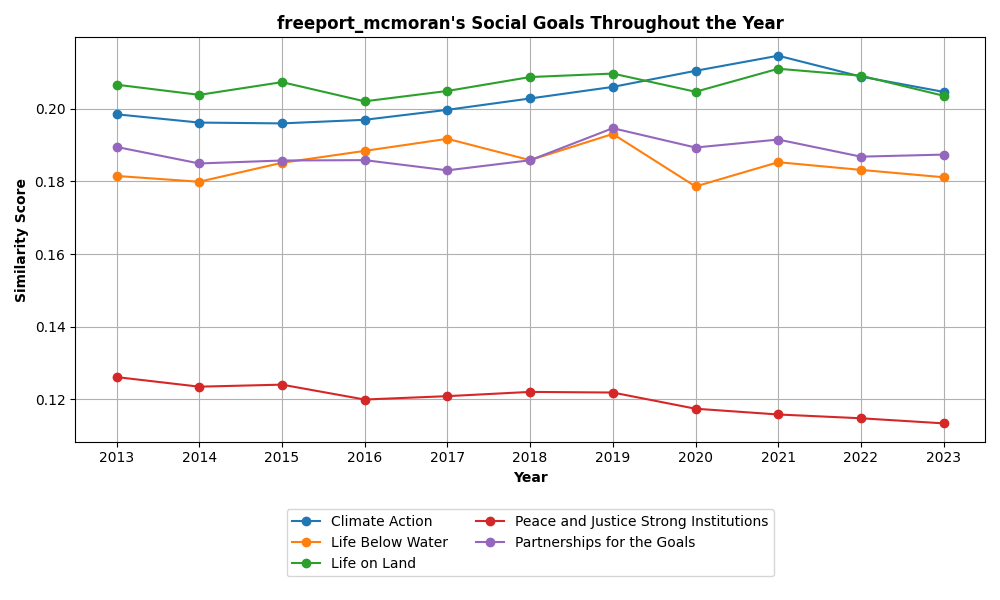 freeport_mcmoran's Social Goals Throughout the Year
Similarity Score
0.20
0.18
0.16
0.14
0.12
2013 2014 2015 2016 2017 2018 2019 2020 2021 2022 2023
Year
Climate Action
Life Below Water
Life on Land
Peace and Justice Strong Institutions
Partnerships for the Goals